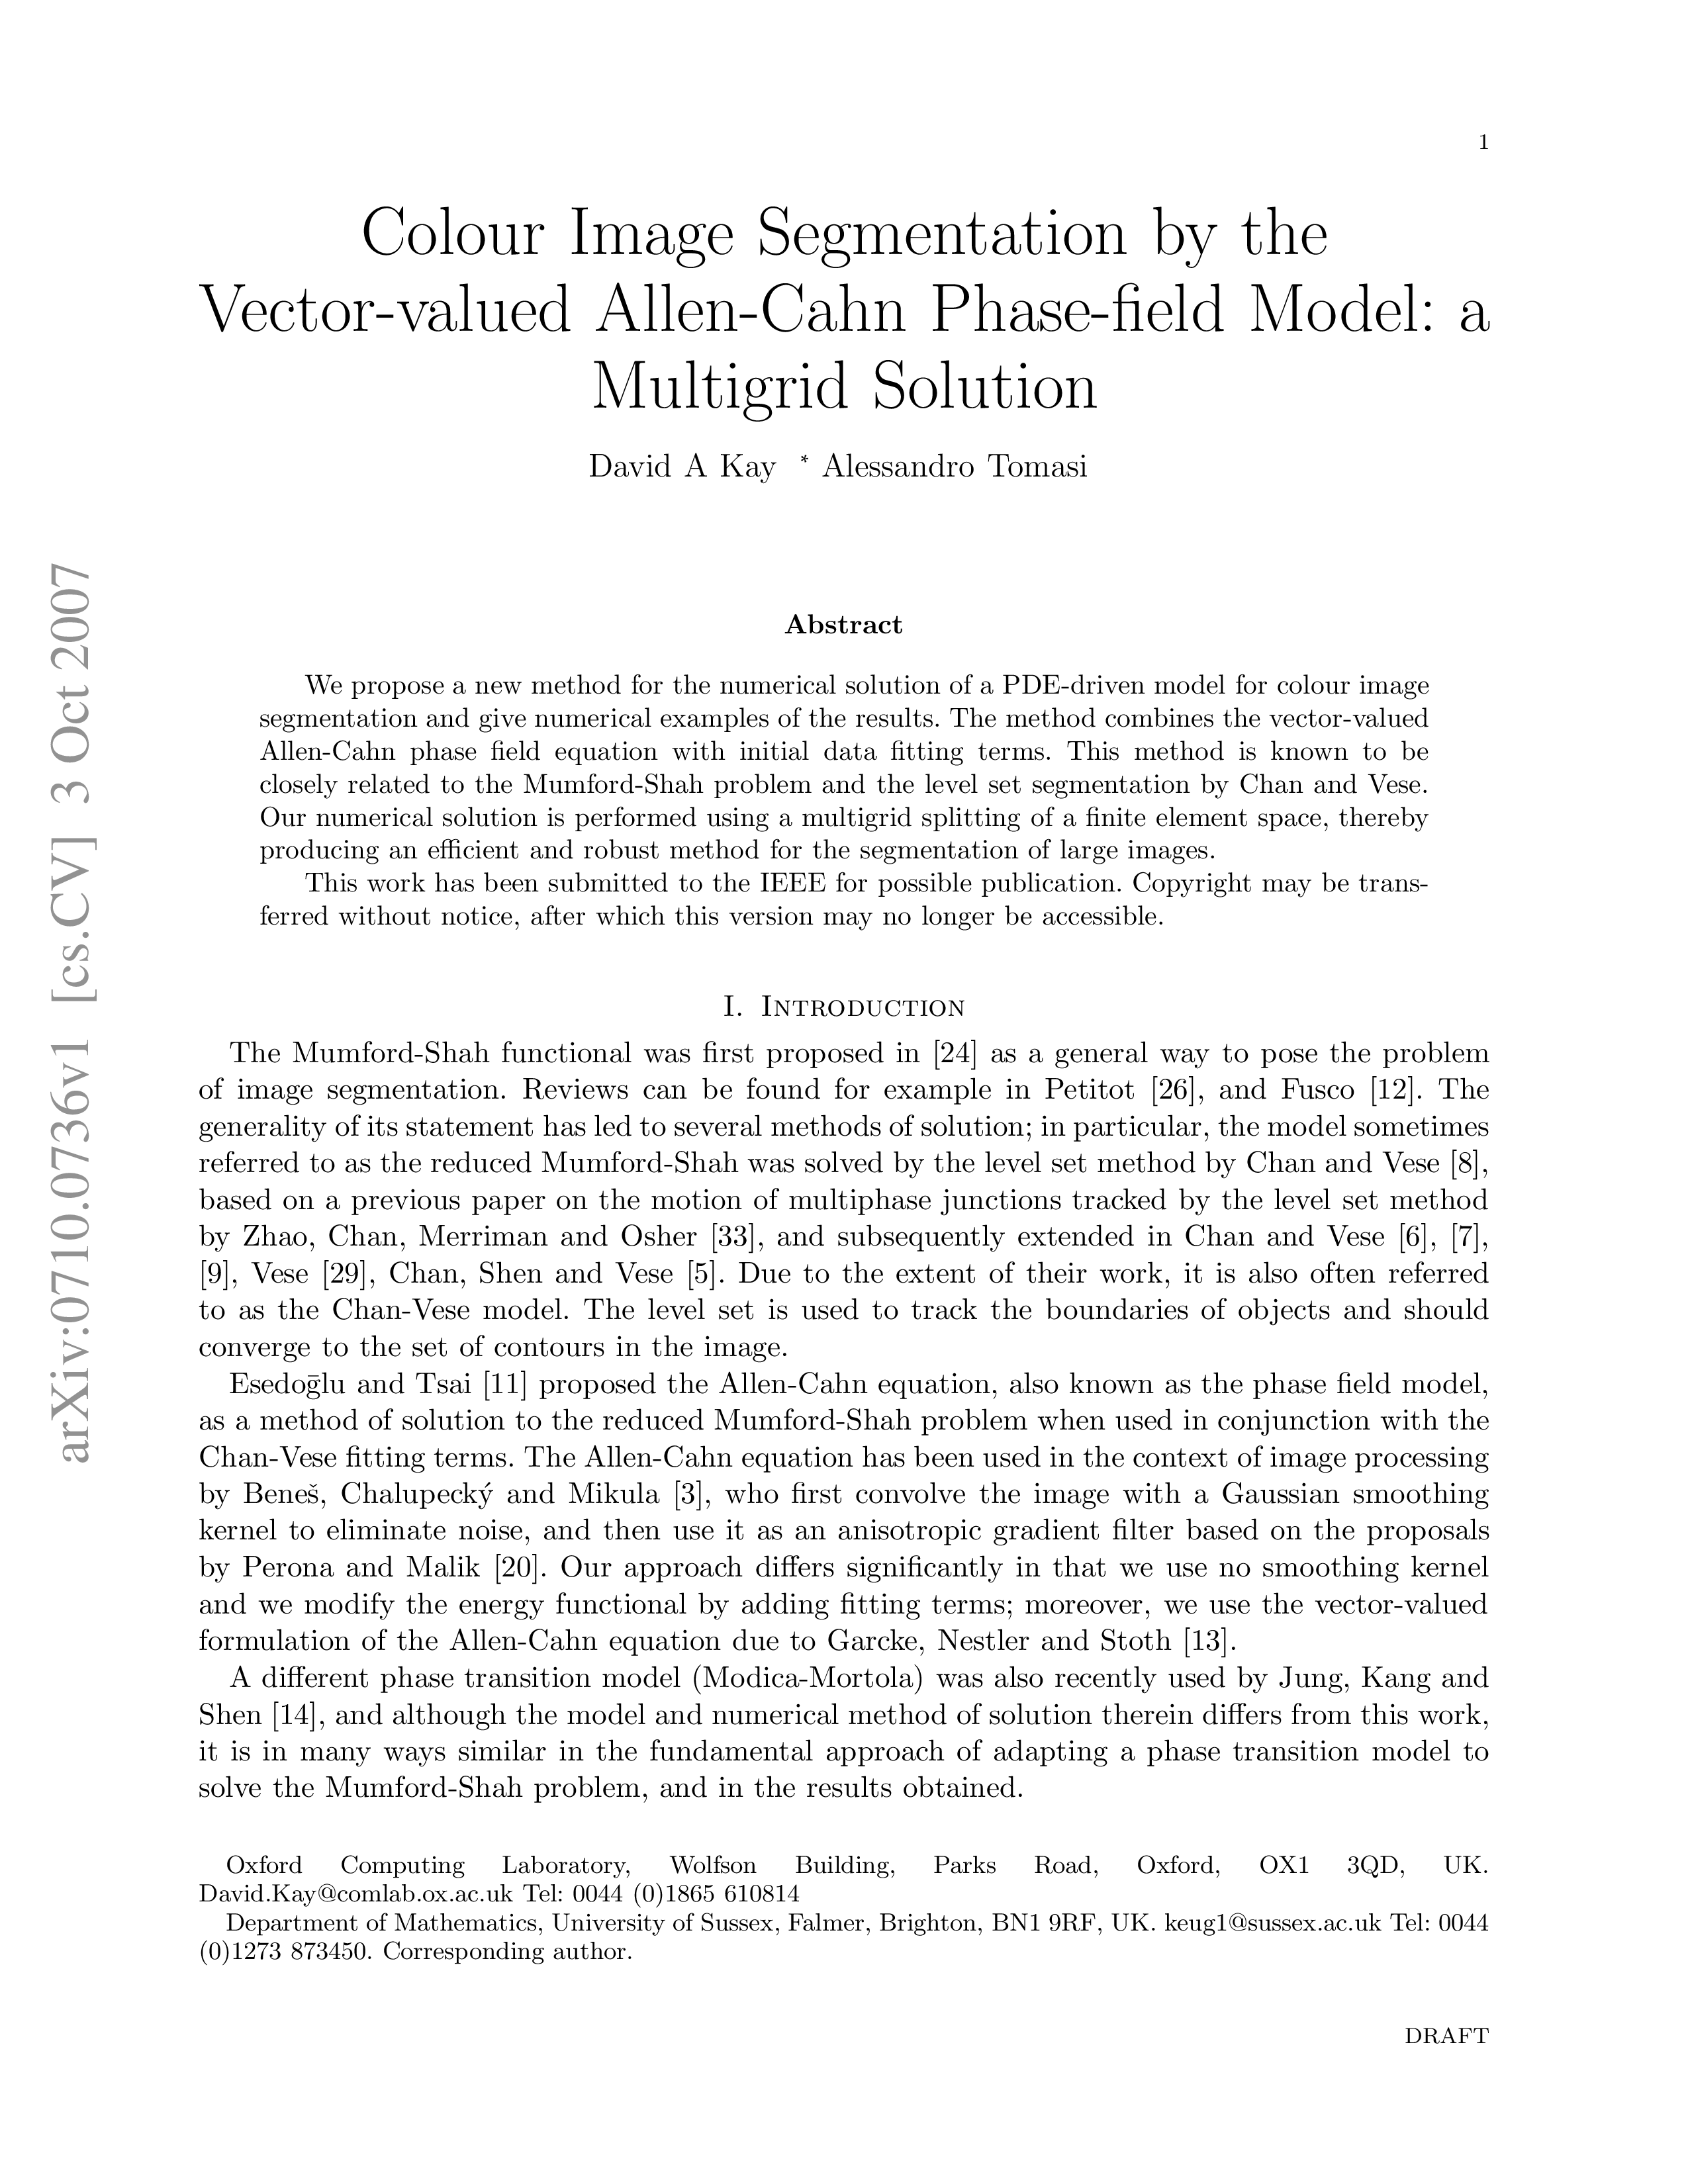 1
Colour Image Segmentation by the
Vector-valued Allen-Cahn Phase-field Model: a
Multigrid Solution
David A Kay * Alessandro Tomasi
arXiv:0710.0736v1 [cs.CV] 3 Oct 2007
Abstract
We propose a new method for the numerical solution of a PDE-driven model for colour image
segmentation and give numerical examples of the results. The method combines the vector-valued
Allen-Cahn phase field equation with initial data fitting terms. This method is known to be
closely related to the Mumford-Shah problem and the level set segmentation by Chan and Vese.
Our numerical solution is performed using a multigrid splitting of a finite element space, thereby
producing an efficient and robust method for the segmentation of large images.
This work has been submitted to the IEEE for possible publication. Copyright may be trans-
ferred without notice, after which this version may no longer be accessible.
I. Introduction
The Mumford-Shah functional was first proposed in [24] as a general way to pose the problem
of image segmentation. Reviews can be found for example in Petitot [26], and Fusco [12]. The
generality of its statement has led to several methods of solution; in particular, the model sometimes
referred to as the reduced Mumford-Shah was solved by the level set method by Chan and Vese [8],
based on a previous paper on the motion of multiphase junctions tracked by the level set method
by Zhao, Chan, Merriman and Osher [33], and subsequently extended in Chan and Vese [6], [7],
[9], Vese [29], Chan, Shen and Vese [5]. Due to the extent of their work, it is also often referred
to as the Chan-Vese model. The level set is used to track the boundaries of objects and should
converge to the set of contours in the image.
Esedoḡlu and Tsai [11] proposed the Allen-Cahn equation, also known as the phase field model,
as a method of solution to the reduced Mumford-Shah problem when used in conjunction with the
Chan-Vese fitting terms. The Allen-Cahn equation has been used in the context of image processing
by Beneš, Chalupecký and Mikula [3], who first convolve the image with a Gaussian smoothing
kernel to eliminate noise, and then use it as an anisotropic gradient filter based on the proposals
by Perona and Malik [20]. Our approach differs significantly in that we use no smoothing kernel
and we modify the energy functional by adding fitting terms; moreover, we use the vector-valued
formulation of the Allen-Cahn equation due to Garcke, Nestler and Stoth [13].
A different phase transition model (Modica-Mortola) was also recently used by Jung, Kang and
Shen [14], and although the model and numerical method of solution therein differs from this work,
it is in many ways similar in the fundamental approach of adapting a phase transition model to
solve the Mumford-Shah problem, and in the results obtained.
Oxford Computing Laboratory, Wolfson Building, Parks Road, Oxford, OX1 3QD, UK.
David.Kay@comlab.ox.ac.uk Tel: 0044 (0)1865 610814
Department of Mathematics, University of Sussex, Falmer, Brighton, BN1 9RF, UK. keug1@sussex.ac.uk Tel: 0044
(0)1273 873450. Corresponding author.
DRAFT